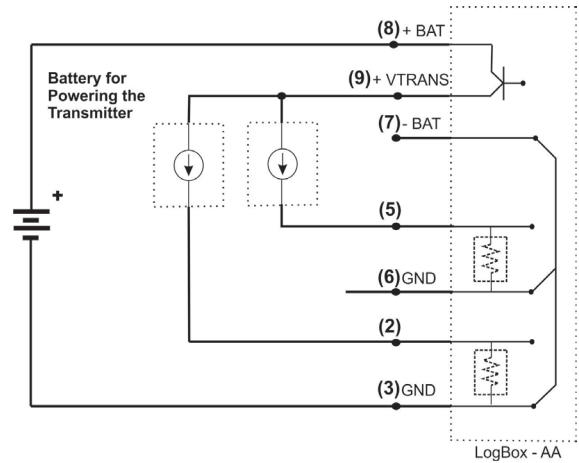 (8) + BAT
Battery for
Powering the
Transmitter
(9) + VTRANS
(7) - BAT
+
(5)
(6) GND
(2)
(3) GND
LogBox - AA